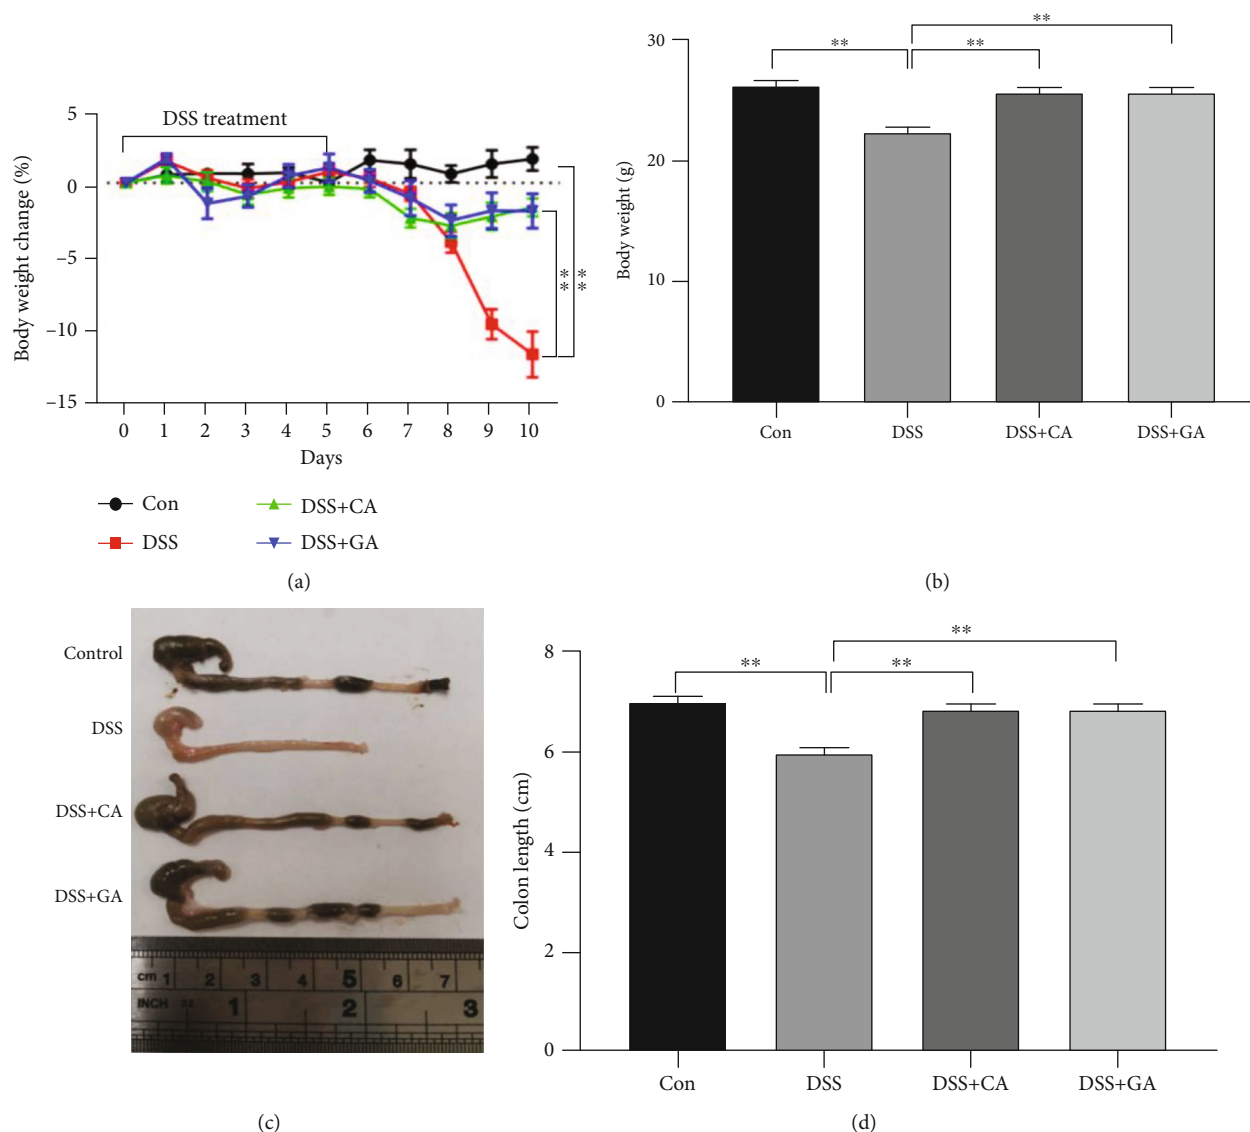 5
0
−5
−10
−15
Body weight change (%)
DSS treatment
**
**
0 1 2 3 4 5 6 7 8 9 10
Days
Con
DSS
DSS+CA
DSS+GA
(a)
30
20
10
0
Body weight (g)
** ** **
Con DSS DSS+CA DSS+GA
(b)
Control
DSS
DSS+CA
DSS+GA
cm 1 2 3 4 5 6 7
INCH 32 1 2 3
(c)
8
6
4
2
0
Colon length (cm)
** ** **
Con DSS DSS+CA DSS+GA
(d)